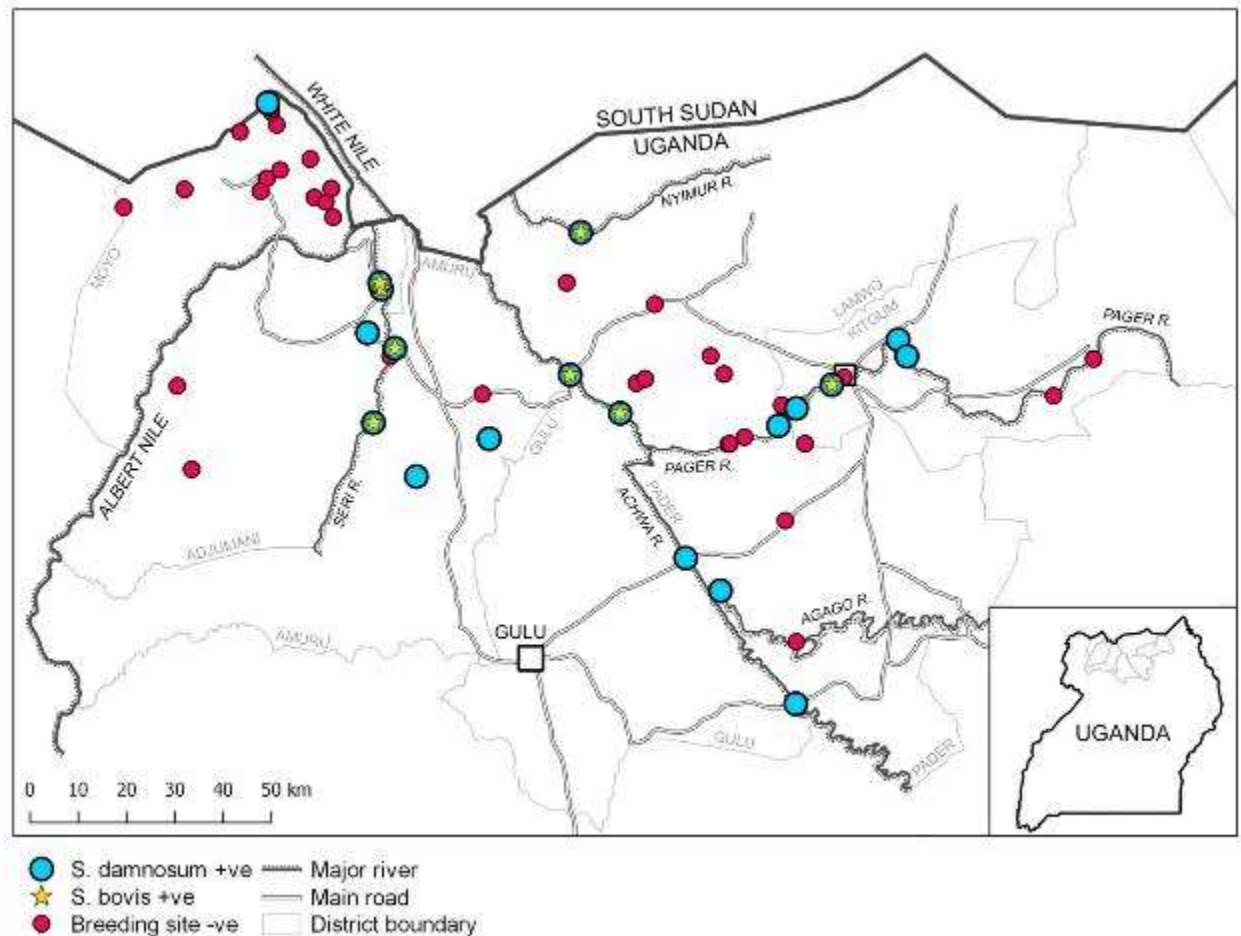 WHITE NILE
SOUTH SUDAN
UGANDA
NYIMUR R.
MOYO
AMURU
LAMWO
KITGUM
PAGER R.
GULU
ALBERT NILE
SERI R.
PAGER R.
PADER
ACHWA R.
ADJUMANI
AGAGO R.
AMURU
GULU
GULU
PADER
UGANDA
0 10 20 30 40 50 km
S. damnosum +ve
Major river
S. bovis +ve
Main road
Breeding site -ve
District boundary